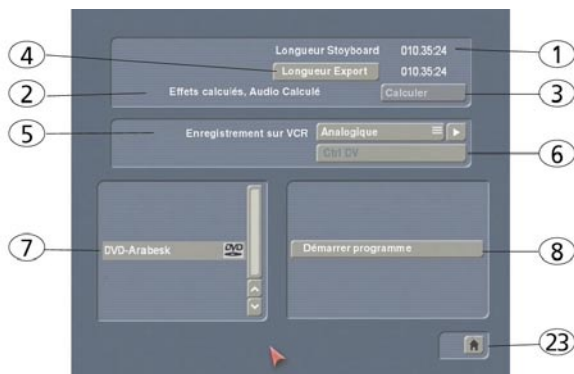 4 Longueur Stoyboard 010.35:24 1
Longueur Export 010.35:24
2 Effets calculés, Audio Calculé Calculer 3
5 Enregistrement sur VCR Analogique
Ctrl DV 6
7 DVD-Arabesk DVD
Démarrer programme 8
23